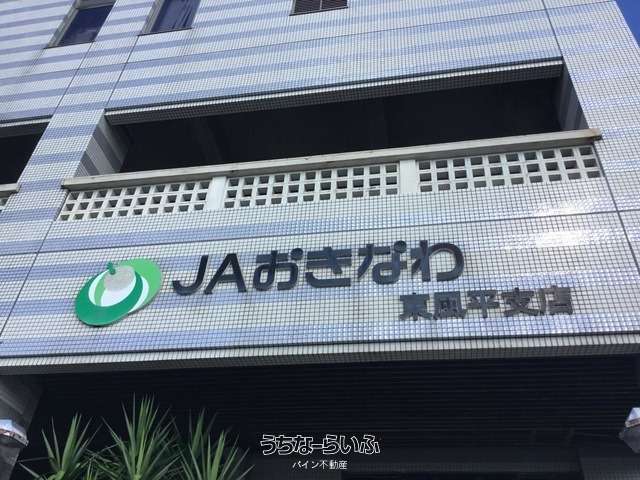 JAおきなわ
東風平支店
うちなーらいふ
パイン不動産